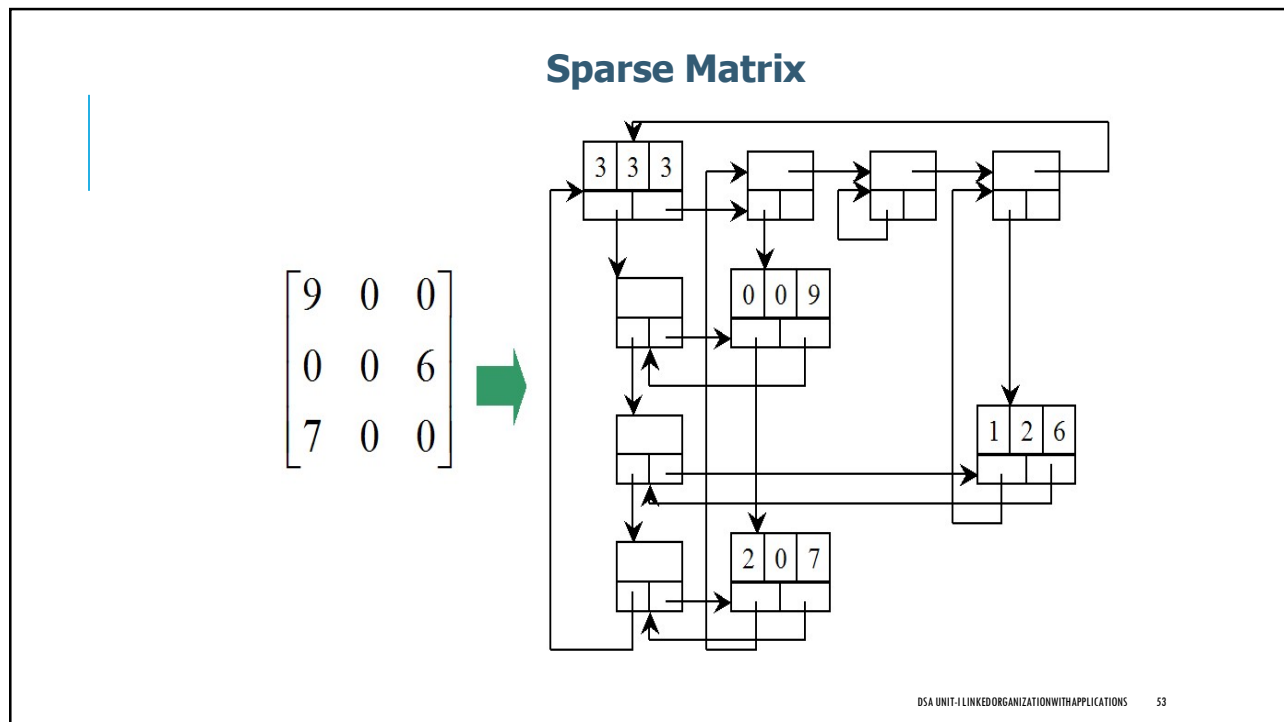 Sparse Matrix
3 3 3
9 0 0
0 0 6
7 0 0
0 0 9
1 2 6
2 0 7
DSA UNIT-I LINKEDORGANIZATIONWITHAPPLICATIONS 53